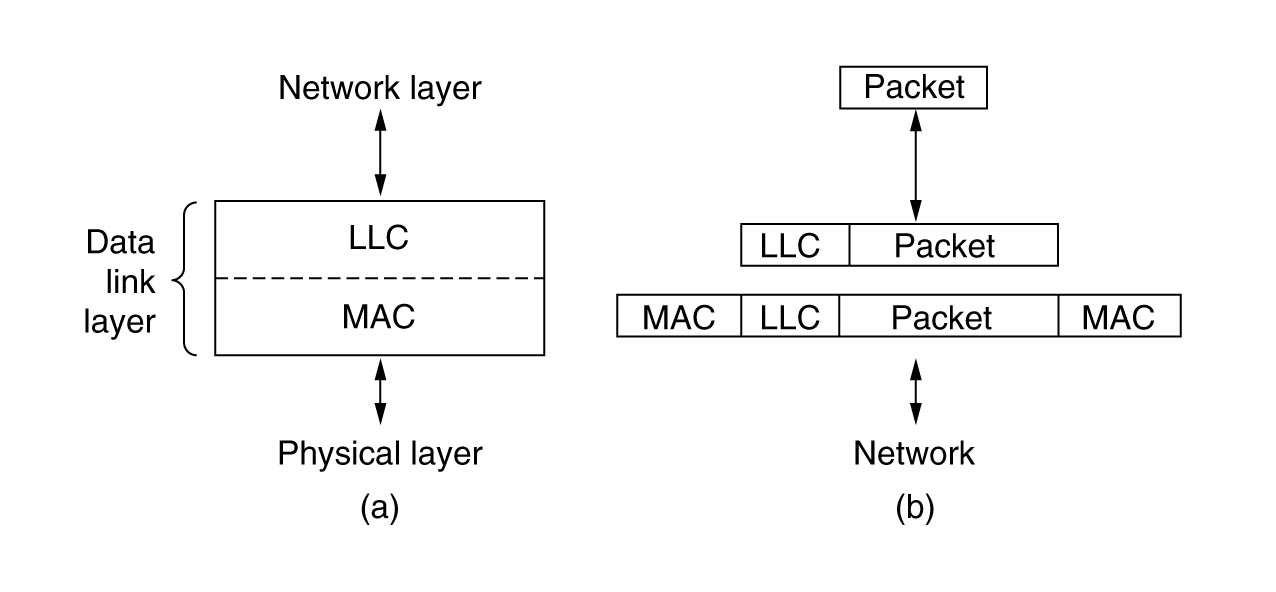 Network layer
Data
link
layer
LLC
MAC
Physical layer
(a)
Packet
LLC Packet
MAC LLC Packet MAC
Network
(b)